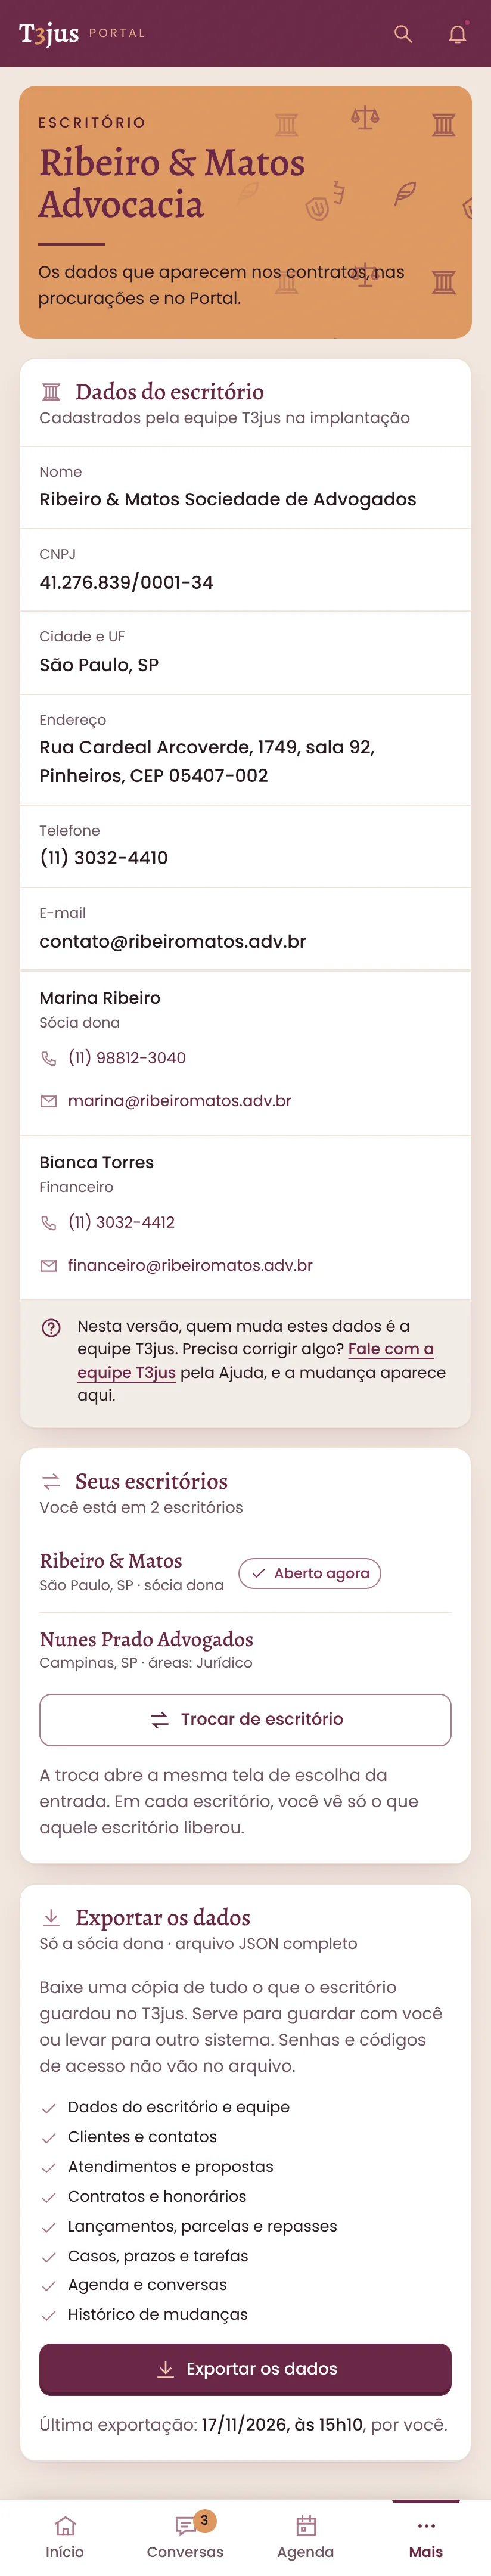 T3jus PORTAL
ESCRITÓRIO
Ribeiro & Matos
Advocacia
Os dados que aparecem nos contratos, nas
procurações e no Portal.
Dados do escritório
Cadastrados pela equipe T3jus na implantação
Nome
Ribeiro & Matos Sociedade de Advogados
CNPJ
41.276.839/0001-34
Cidade e UF
São Paulo, SP
Endereço
Rua Cardeal Arcoverde, 1749, sala 92,
Pinheiros, CEP 05407-002
Telefone
(11) 3032-4410
E-mail
contato@ribeiromatos.adv.br
Marina Ribeiro
Sócia dona
(11) 98812-3040
marina@ribeiromatos.adv.br
Bianca Torres
Financeiro
(11) 3032-4412
financeiro@ribeiromatos.adv.br
Nesta versão, quem muda estes dados é a
equipe T3jus. Precisa corrigir algo? Fale com a
equipe T3jus pela Ajuda, e a mudança aparece
aqui.
Seus escritórios
Você está em 2 escritórios
Ribeiro & Matos
São Paulo, SP · sócia dona
Aberto agora
Nunes Prado Advogados
Campinas, SP · áreas: Jurídico
Trocar de escritório
A troca abre a mesma tela de escolha da
entrada. Em cada escritório, você vê só o que
aquele escritório liberou.
Exportar os dados
Só a sócia dona · arquivo JSON completo
Baixe uma cópia de tudo o que o escritório
guardou no T3jus. Serve para guardar com você
ou levar para outro sistema. Senhas e códigos
de acesso não vão no arquivo.
Dados do escritório e equipe
Clientes e contatos
Atendimentos e propostas
Contratos e honorários
Lançamentos, parcelas e repasses
Casos, prazos e tarefas
Agenda e conversas
Histórico de mudanças
Exportar os dados
Última exportação: 17/11/2026, às 15h10, por você.
3
Início
Conversas
Agenda
Mais